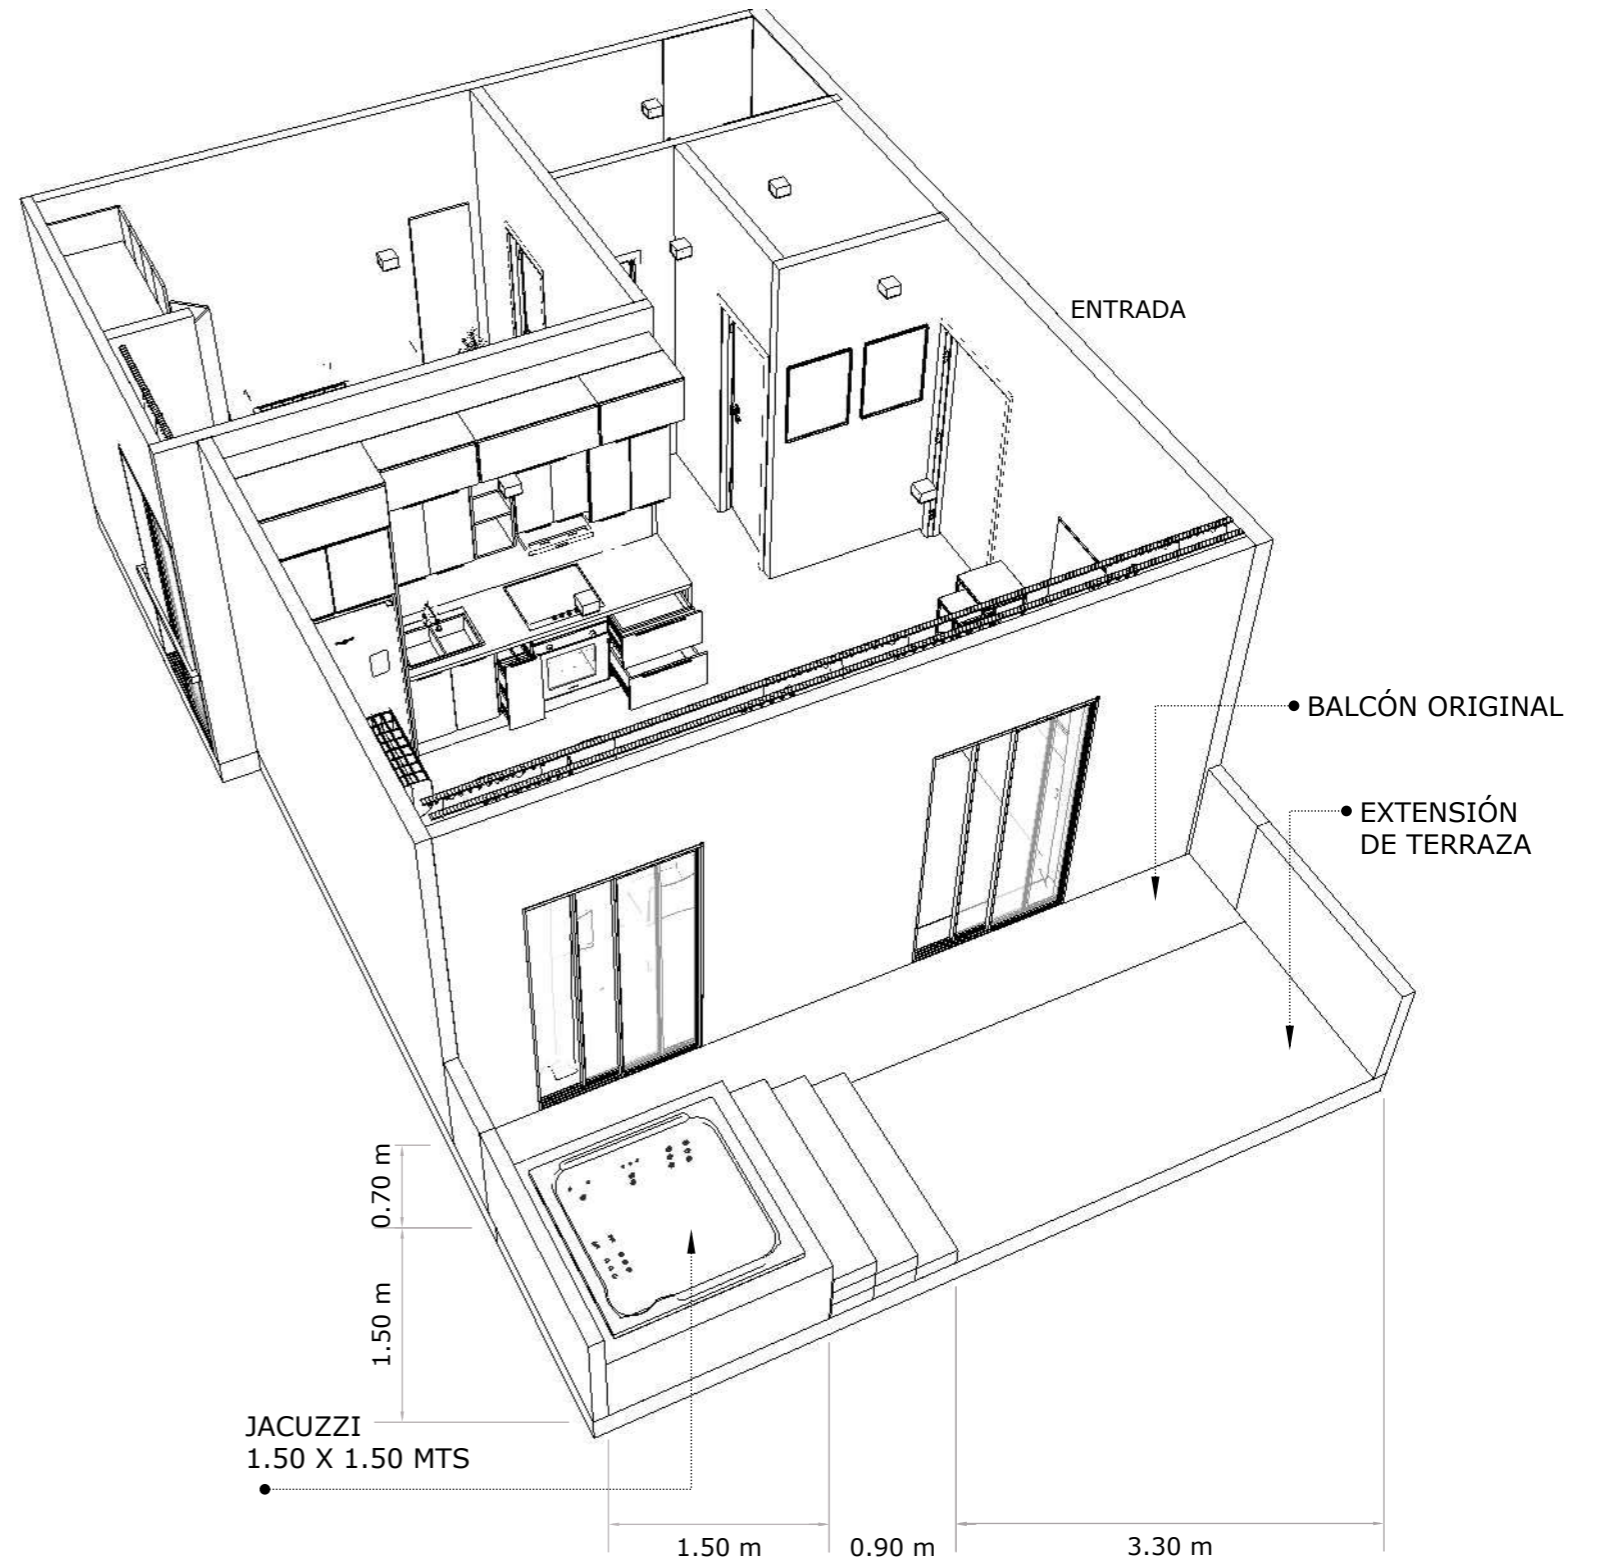 ENTRADA
BALCÓN ORIGINAL
EXTENSIÓN
DE TERRAZA
0.70 m
1.50 m
JACUZZI
1.50 X 1.50 MTS
1.50 m
0.90 m
3.30 m